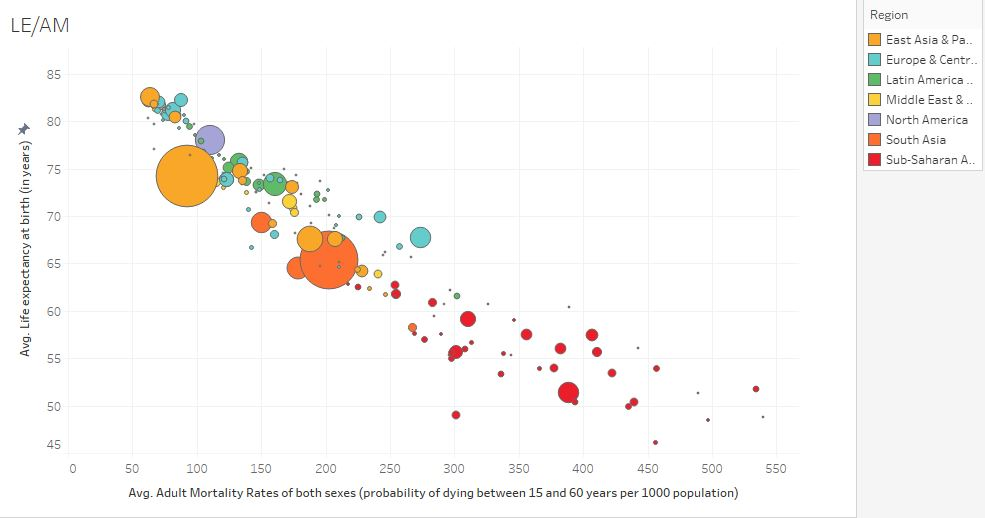 LE/AM
Region
East Asia & Pa..
Europe & Centr..
Latin America ..
Middle East & ..
North America
South Asia
Sub-Saharan A..
Avg. Life expectancy at birth (in years)
85
80
75
70
65
60
55
50
45
0 50 100 150 200 250 300 350 400 450 500 550
Avg. Adult Mortality Rates of both sexes (probability of dying between 15 and 60 years per 1000 population)